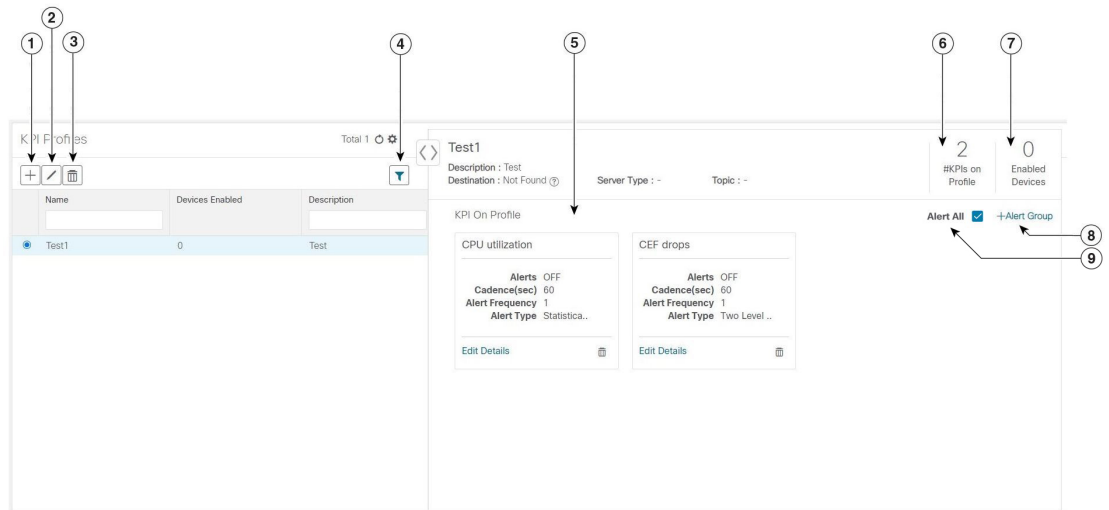 1
2
3
4
5
6
7
KPI Profiles
Total 1
Name
Devices Enabled
Description
Test1
0
Test
Test1
Description : Test
Destination : Not Found ?
Server Type : -
Topic : -
2
#KPIs on
Profile
0
Enabled
Devices
KPI On Profile
Alert All
+Alert Group
8
9
CPU utilization
Alerts OFF
Cadence(sec) 60
Alert Frequency 1
Alert Type Statistica..
Edit Details
CEF drops
Alerts OFF
Cadence(sec) 60
Alert Frequency 1
Alert Type Two Level ..
Edit Details